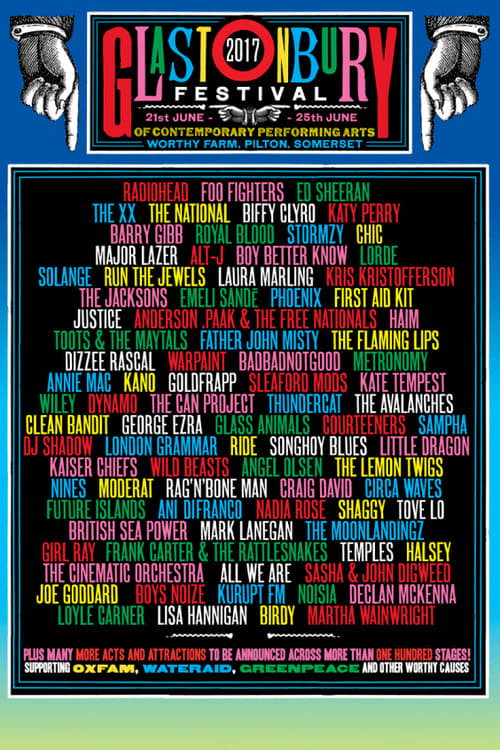 GLASTONBURY
2017
FESTIVAL
21st JUNE - - 25th JUNE
OF CONTEMPORARY PERFORMING ARTS
WORTHY FARM, PILTON, SOMERSET
RADIOHEAD FOO FIGHTERS ED SHEERAN
THE XX THE NATIONAL BIFFY CLYRO KATY PERRY
BARRY GIBB ROYAL BLOOD STORMZY CHIC
MAJOR LAZER ALT-J BOY BETTER KNOW LORDE
SOLANGE RUN THE JEWELS LAURA MARLING KRIS KRISTOFFERSON
THE JACKSONS EMELI SANDÉ PHOENIX FIRST AID KIT
JUSTICE ANDERSON .PAAK & THE FREE NATIONALS HAIM
TOOTS & THE MAYTALS FATHER JOHN MISTY THE FLAMING LIPS
DIZZEE RASCAL WARPAINT BADBADNOTGOOD METRONOMY
ANNIE MAC KANO GOLDFRAPP SLEAFORD MODS KATE TEMPEST
WILEY DYNAMO THE CAN PROJECT THUNDERCAT THE AVALANCHES
CLEAN BANDIT GEORGE EZRA GLASS ANIMALS COURTEENERS SAMPHA
DJ SHADOW LONDON GRAMMAR RIDE SONGHOY BLUES LITTLE DRAGON
KAISER CHIEFS WILD BEASTS ANGEL OLSEN THE LEMON TWIGS
NINES MODERAT RAG'N'BONE MAN CRAIG DAVID CIRCA WAVES
FUTURE ISLANDS ANI DIFRANCO NADIA ROSE SHAGGY TOVE LO
BRITISH SEA POWER MARK LANEGAN THE MOONLANDINGZ
GIRL RAY FRANK CARTER & THE RATTLESNAKES TEMPLES HALSEY
THE CINEMATIC ORCHESTRA ALL WE ARE SASHA & JOHN DIGWEED
JOE GODDARD BOYS NOIZE KURUPT FM NOISIA DECLAN MCKENNA
LOYLE CARNER LISA HANNIGAN BIRDY MARTHA WAINWRIGHT
PLUS MANY MORE ACTS AND ATTRACTIONS TO BE ANNOUNCED ACROSS MORE THAN ONE HUNDRED STAGES!
SUPPORTING OXFAM, WATERAID, GREENPEACE AND OTHER WORTHY CAUSES